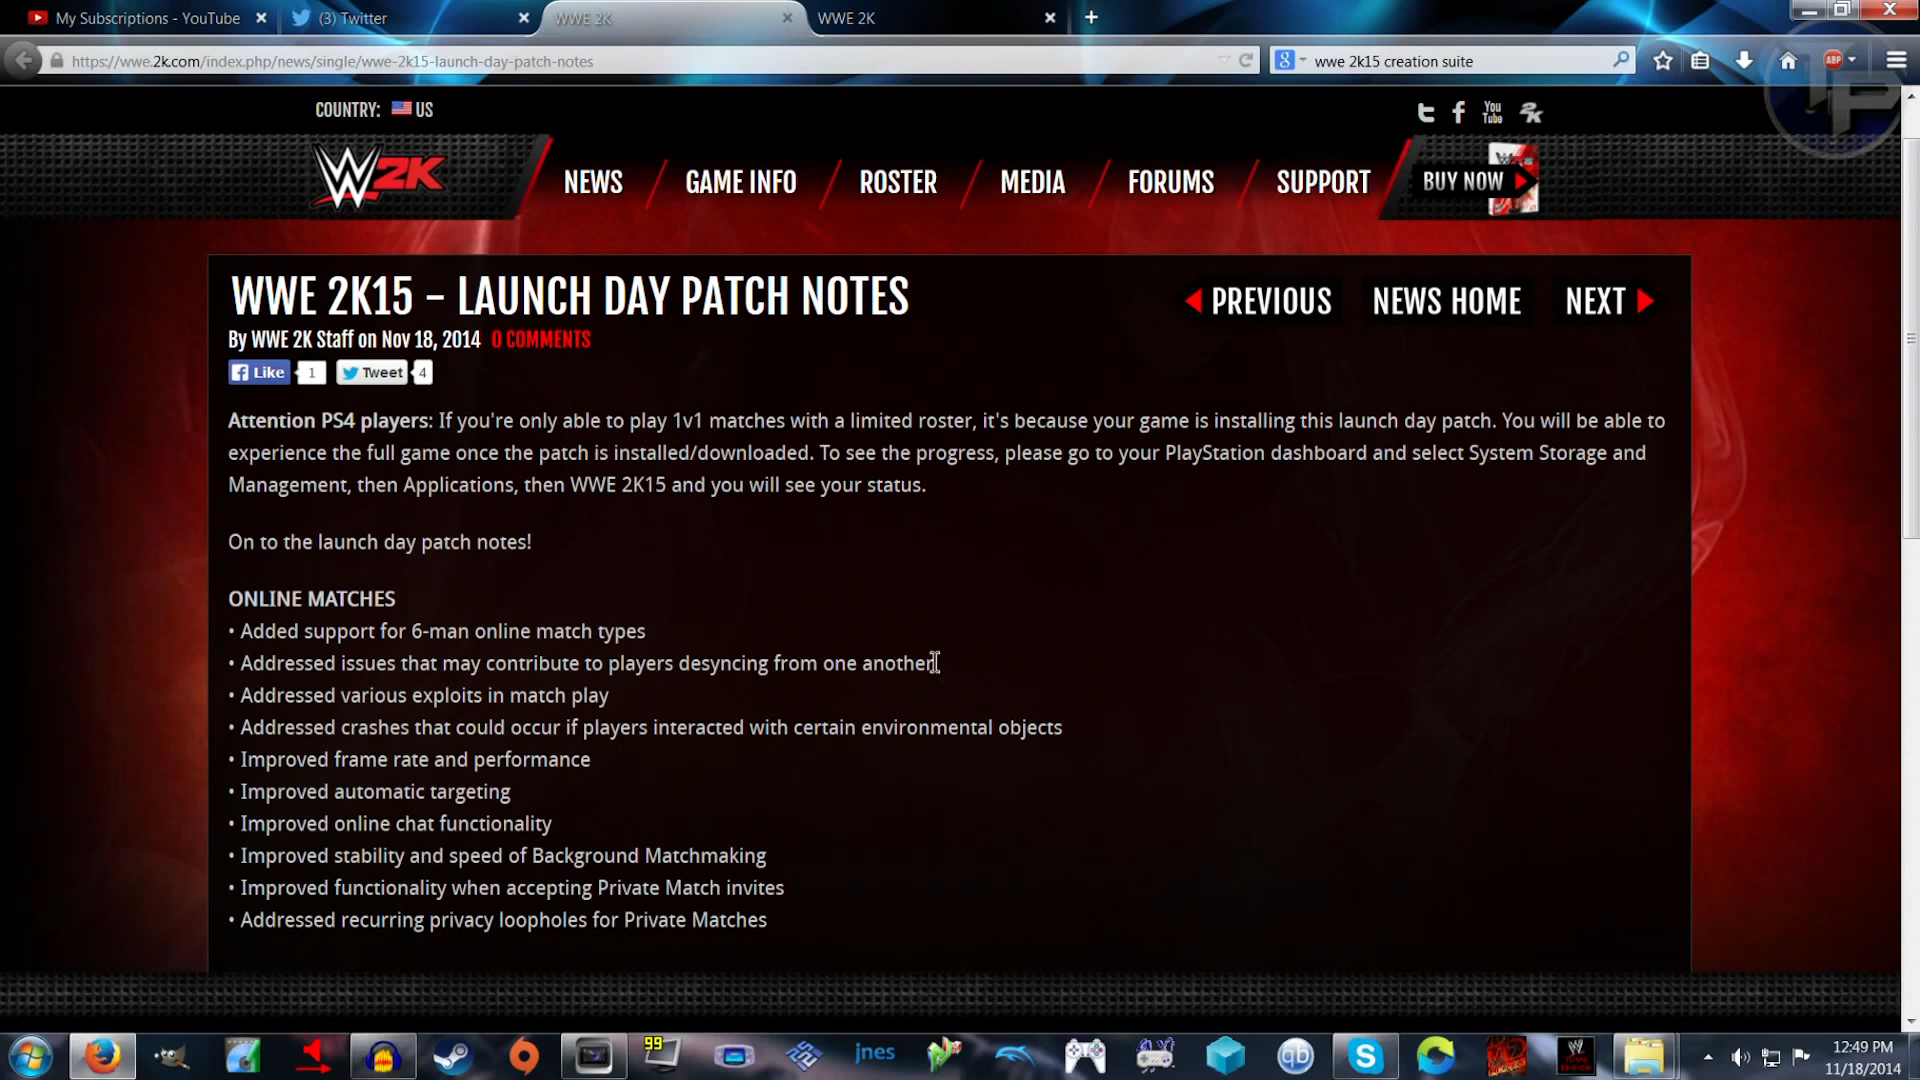 My Subscriptions - YouTube
(3) Twitter
WWE 2K
WWE 2K
https://wwe.2k.com/index.php/news/single/wwe-2k15-launch-day-patch-notes
8
wwe 2k15 creation suite
ABP
COUNTRY: US
You Tube
2K
W2K
NEWS
GAME INFO
ROSTER
MEDIA
FORUMS
SUPPORT
BUY NOW
TP
WWE 2K15 – LAUNCH DAY PATCH NOTES
PREVIOUS
NEWS HOME
NEXT
By WWE 2K Staff on Nov 18, 2014 0 COMMENTS
Like 1 Tweet 4
Attention PS4 players: If you're only able to play 1v1 matches with a limited roster, it's because your game is installing this launch day patch. You will be able to
experience the full game once the patch is installed/downloaded. To see the progress, please go to your PlayStation dashboard and select System Storage and
Management, then Applications, then WWE 2K15 and you will see your status.
On to the launch day patch notes!
ONLINE MATCHES
• Added support for 6-man online match types
• Addressed issues that may contribute to players desyncing from one another
• Addressed various exploits in match play
• Addressed crashes that could occur if players interacted with certain environmental objects
• Improved frame rate and performance
• Improved automatic targeting
• Improved online chat functionality
• Improved stability and speed of Background Matchmaking
• Improved functionality when accepting Private Match invites
• Addressed recurring privacy loopholes for Private Matches
99
jnes
qb
S
12:49 PM
11/18/2014